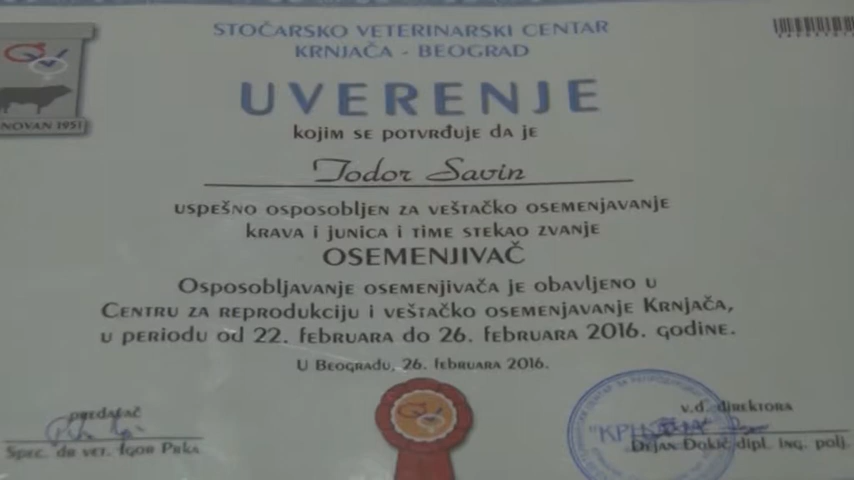 STOČARSKO VETERINARSKI CENTAR
KRNJAČA - BEOGRAD
NOVAN 1951
UVERENJE
kojim se potvrđuje da je
Todor Savin
uspešno osposobljen za veštačko osemenjavanje
krava i junica i time stekao zvanje
OSEMENJIVAČ
Osposobljavanje osemenjivača je obavljeno u
Centru za reprodukciju i veštačko osemenjavanje Krnjača,
u periodu od 22. februara do 26. februara 2016. godine.
U Beogradu, 26. februara 2016.
predavač
Spec. dr vet. Igor Prka
v.d. direktora
Dejan Đokić dipl. ing. polj.